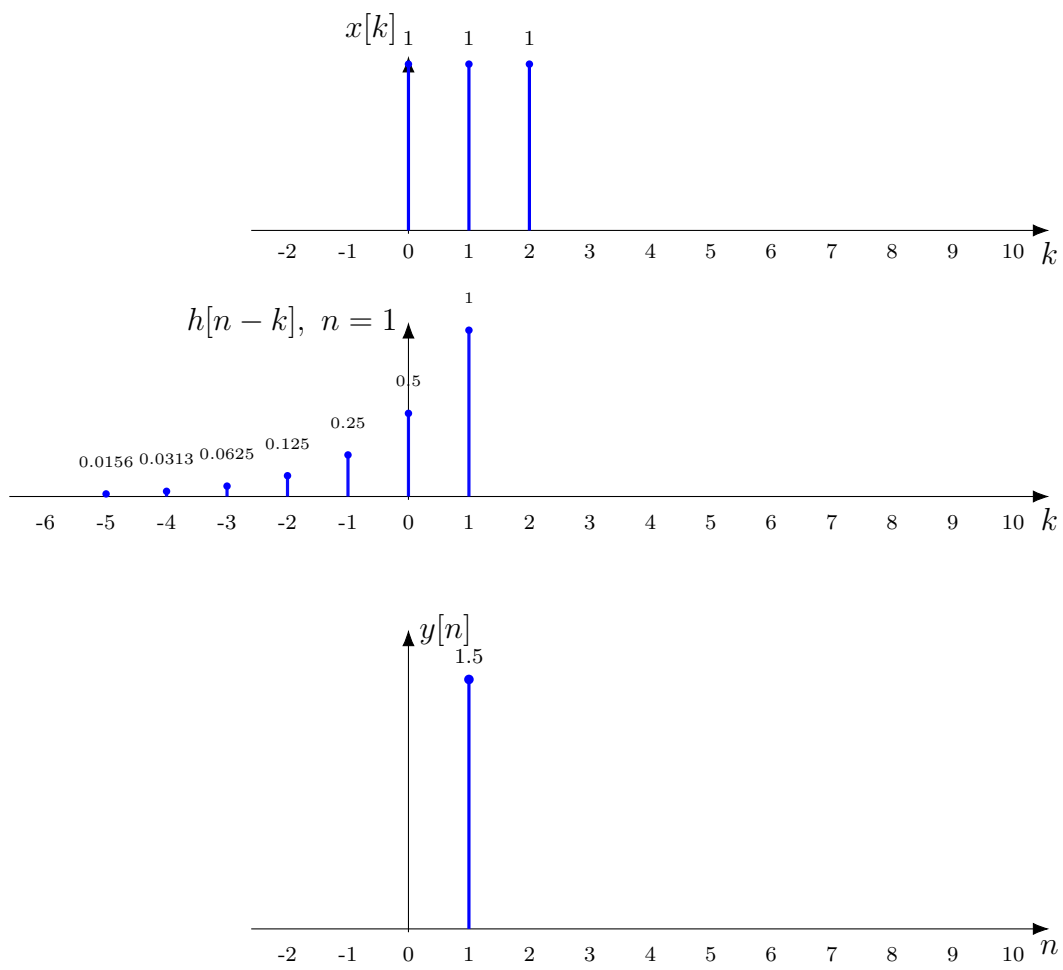 x[k]
1 1 1
-2 -1 0 1 2 3 4 5 6 7 8 9 10
k
h[n − k], n = 1
1
0.5
0.25
0.125
0.0156 0.0313 0.0625
-6 -5 -4 -3 -2 -1 0 1 2 3 4 5 6 7 8 9 10
k
y[n]
1.5
-2 -1 0 1 2 3 4 5 6 7 8 9 10
n